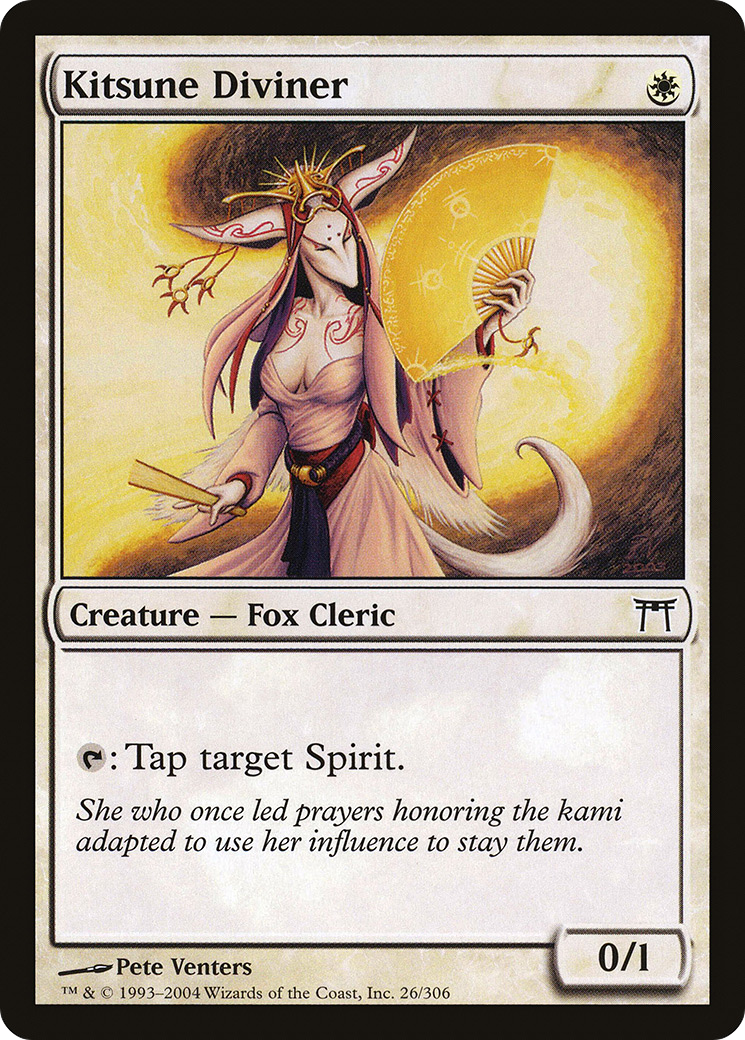 Kitsune Diviner
2003
Creature — Fox Cleric
: Tap target Spirit.
She who once led prayers honoring the kami
adapted to use her influence to stay them.
0/1
Pete Venters
™ & © 1993–2004 Wizards of the Coast, Inc. 26/306